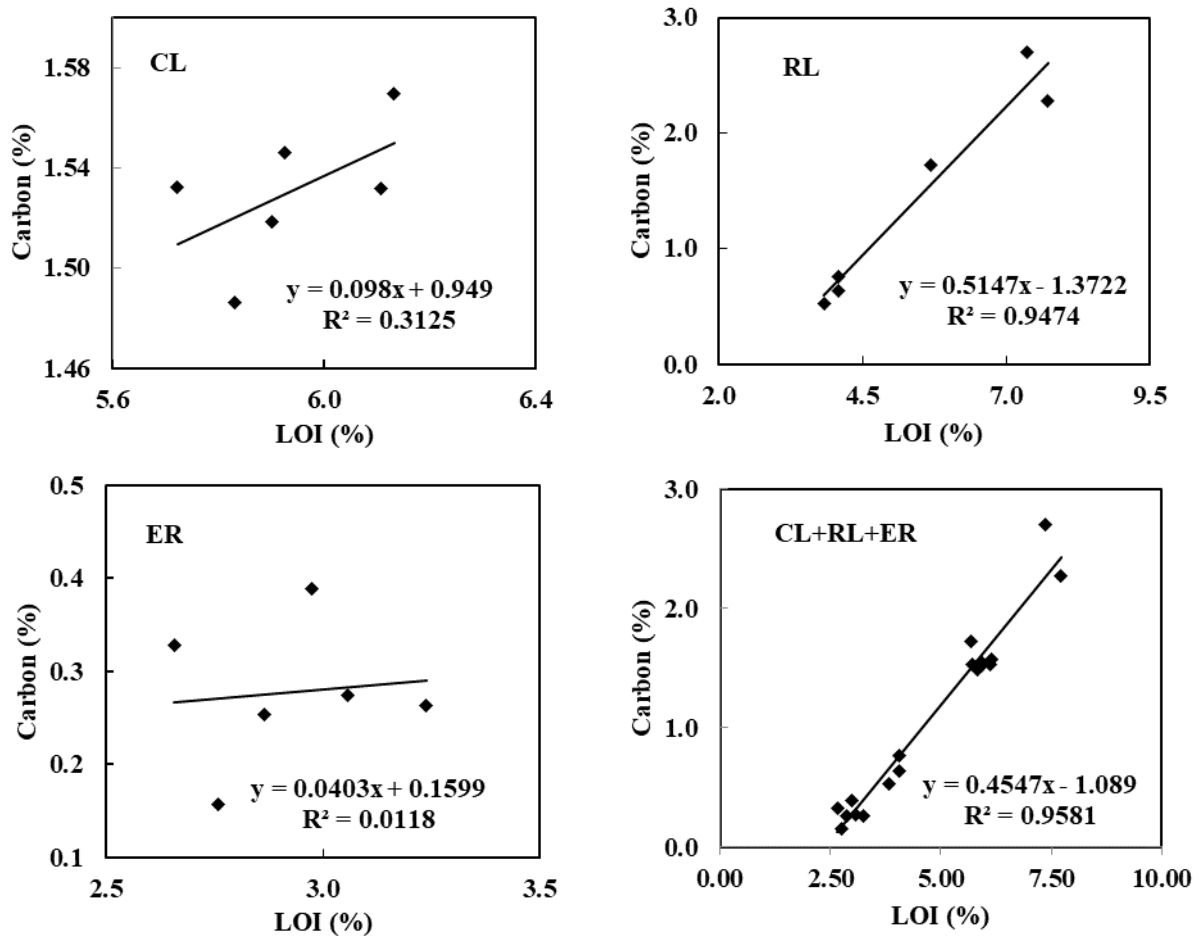 CL
Carbon (%)
1.58
1.54
1.50
1.46
y = 0.098x + 0.949
R² = 0.3125
5.6 6.0 6.4
LOI (%)
RL
Carbon (%)
3.0
2.0
1.0
0.0
y = 0.5147x - 1.3722
R² = 0.9474
2.0 4.5 7.0 9.5
LOI (%)
ER
Carbon (%)
0.5
0.4
0.3
0.2
0.1
y = 0.0403x + 0.1599
R² = 0.0118
2.5 3.0 3.5
LOI (%)
CL+RL+ER
Carbon (%)
3.0
2.0
1.0
0.0
y = 0.4547x - 1.089
R² = 0.9581
0.00 2.50 5.00 7.50 10.00
LOI (%)